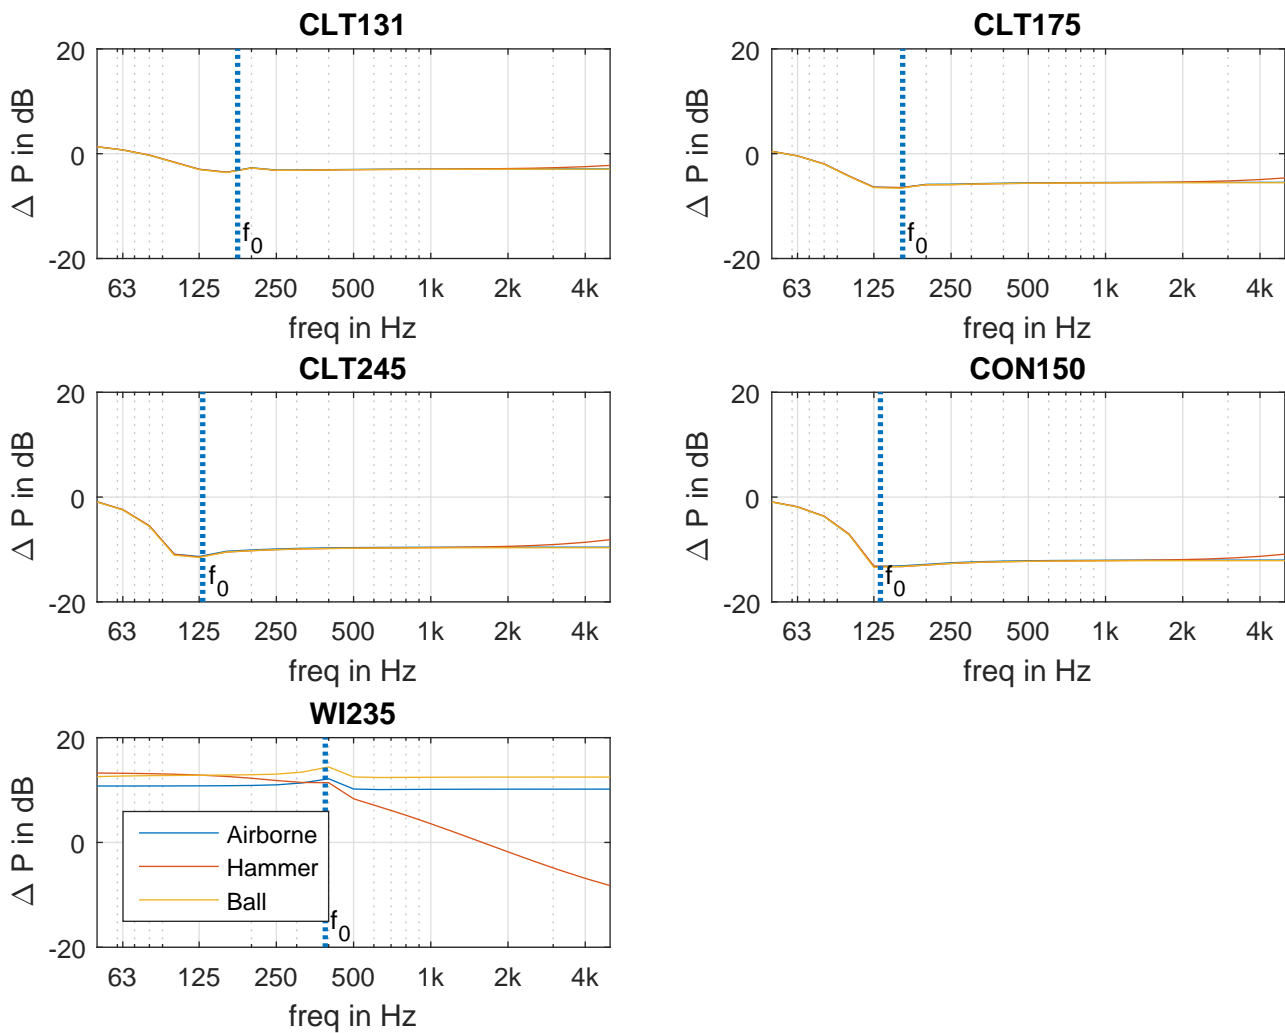 CLT131
20
0
-20
Δ P in dB
f0
63 125 250 500 1k 2k 4k
freq in Hz
CLT175
20
0
-20
Δ P in dB
f0
63 125 250 500 1k 2k 4k
freq in Hz
CLT245
20
0
-20
Δ P in dB
f0
63 125 250 500 1k 2k 4k
freq in Hz
CON150
20
0
-20
Δ P in dB
f0
63 125 250 500 1k 2k 4k
freq in Hz
WI235
20
0
-20
Δ P in dB
Airborne
Hammer
Ball
f0
63 125 250 500 1k 2k 4k
freq in Hz